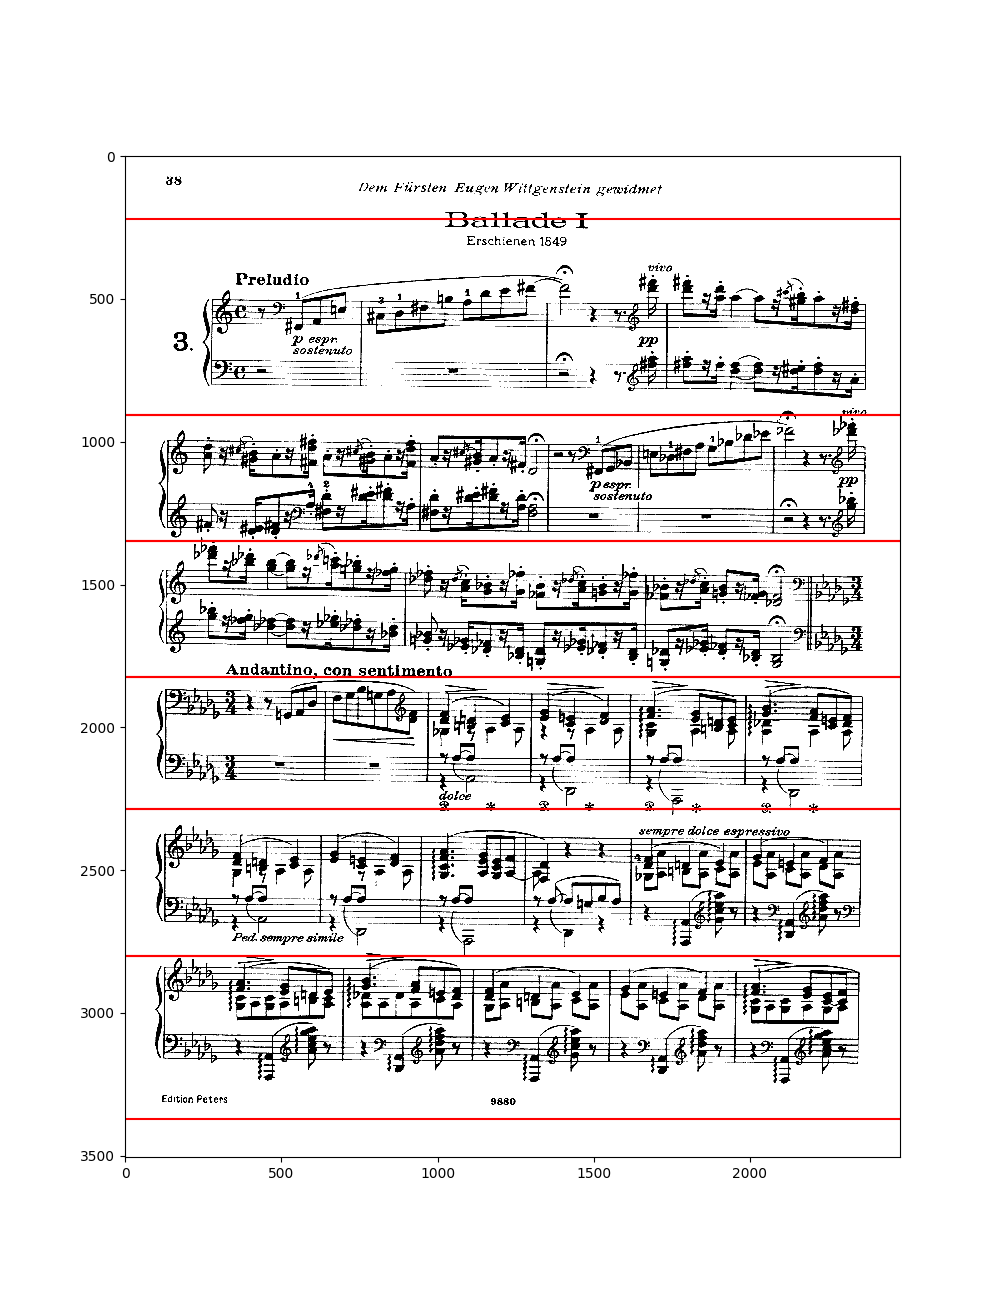 0
38
Dem Fürsten Eugen Wittgenstein gewidmet
Ballade I
Erschienen 1849
Preludio
vivo
500
3.
p espr.
sostenuto
pp
vivo
1000
p espr.
sostenuto
pp
1500
Andantino, con sentimento
2000
dolce
sempre dolce espressivo
2500
Ped. sempre simile
3000
Edition Peters
9880
3500
0 500 1000 1500 2000